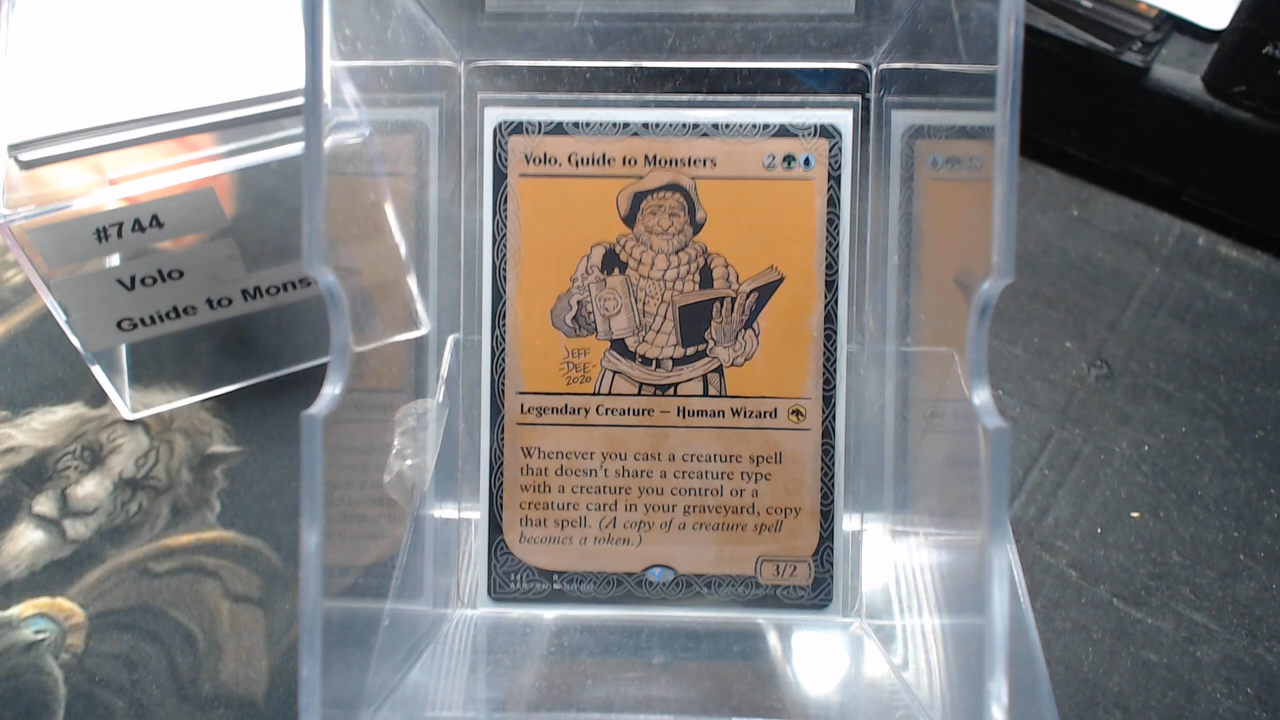 #744
Volo
Guide to Mons
Volo, Guide to Monsters
2
JEFF
-DEE-
2020
Legendary Creature — Human Wizard
Whenever you cast a creature spell
that doesn't share a creature type
with a creature you control or a
creature card in your graveyard, copy
that spell. (A copy of a creature spell
becomes a token.)
3/2